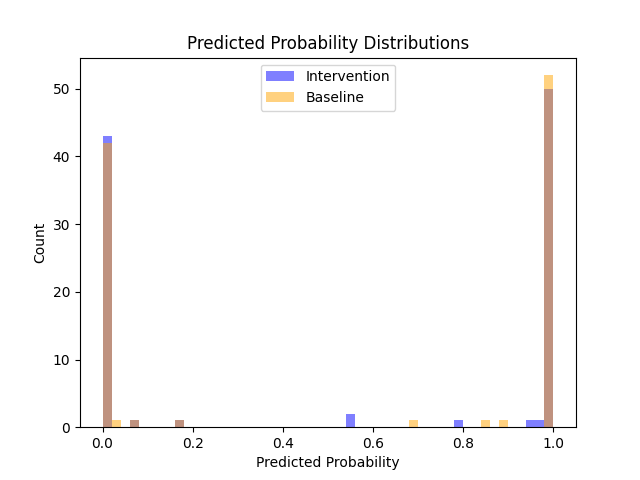 Predicted Probability Distributions
Intervention
Baseline
50
40
30
20
10
0
Count
0.0 0.2 0.4 0.6 0.8 1.0
Predicted Probability